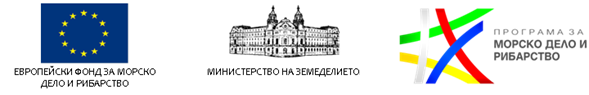 ЕВРОПЕЙСКИ ФОНД ЗА МОРСКО
ДЕЛО И РИБАРСТВО
МИНИСТЕРСТВО НА ЗЕМЕДЕЛИЕТО
ПРОГРАМА ЗА
МОРСКО ДЕЛО И
РИБАРСТВО